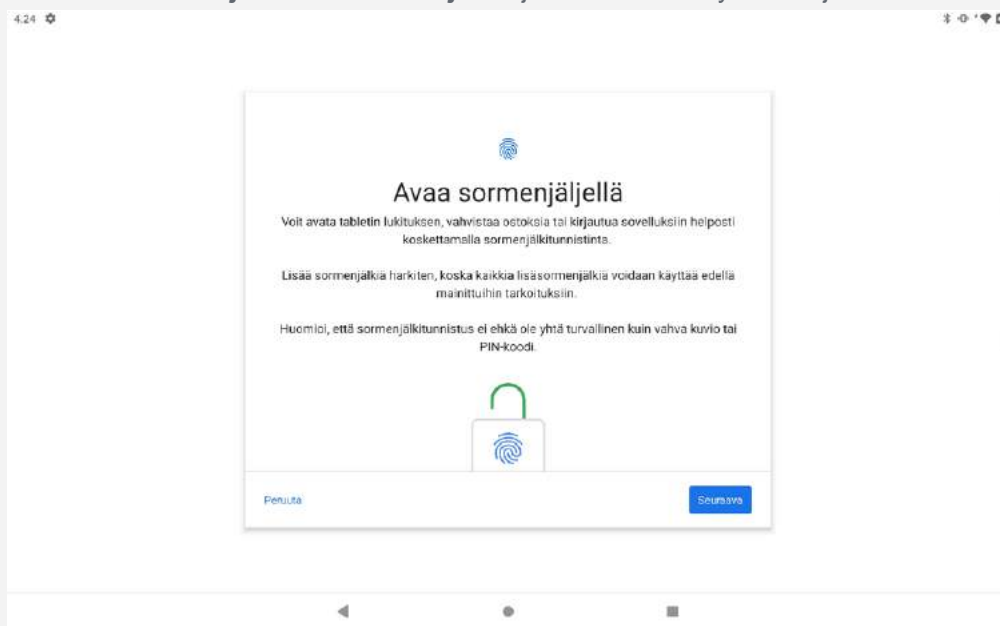 4.24
Avaa sormenjäljellä
Voit avata tabletin lukituksen, vahvistaa ostoksia tai kirjautua sovelluksiin helposti
koskettamalla sormenjälkitunnistinta.
Lisää sormenjälkiä harkiten, koska kaikkia lisäsormenjälkiä voidaan käyttää edellä
mainittuihin tarkoituksiin.
Huomioi, että sormenjälkitunnistus ei ehkä ole yhtä turvallinen kuin vahva kuvio tai
PIN-koodi.
Peruuta
Seuraava